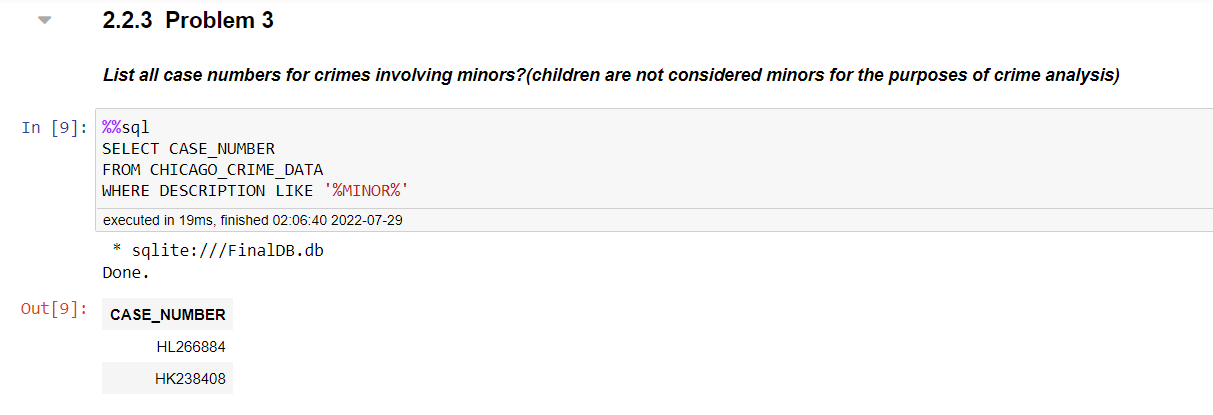 2.2.3 Problem 3
List all case numbers for crimes involving minors?(children are not considered minors for the purposes of crime analysis)
In [9]: %%sql
SELECT CASE_NUMBER
FROM CHICAGO_CRIME_DATA
WHERE DESCRIPTION LIKE '%MINOR%'
executed in 19ms, finished 02:06:40 2022-07-29
* sqlite:///FinalDB.db
Done.
Out[9]: CASE_NUMBER
HL266884
HK238408